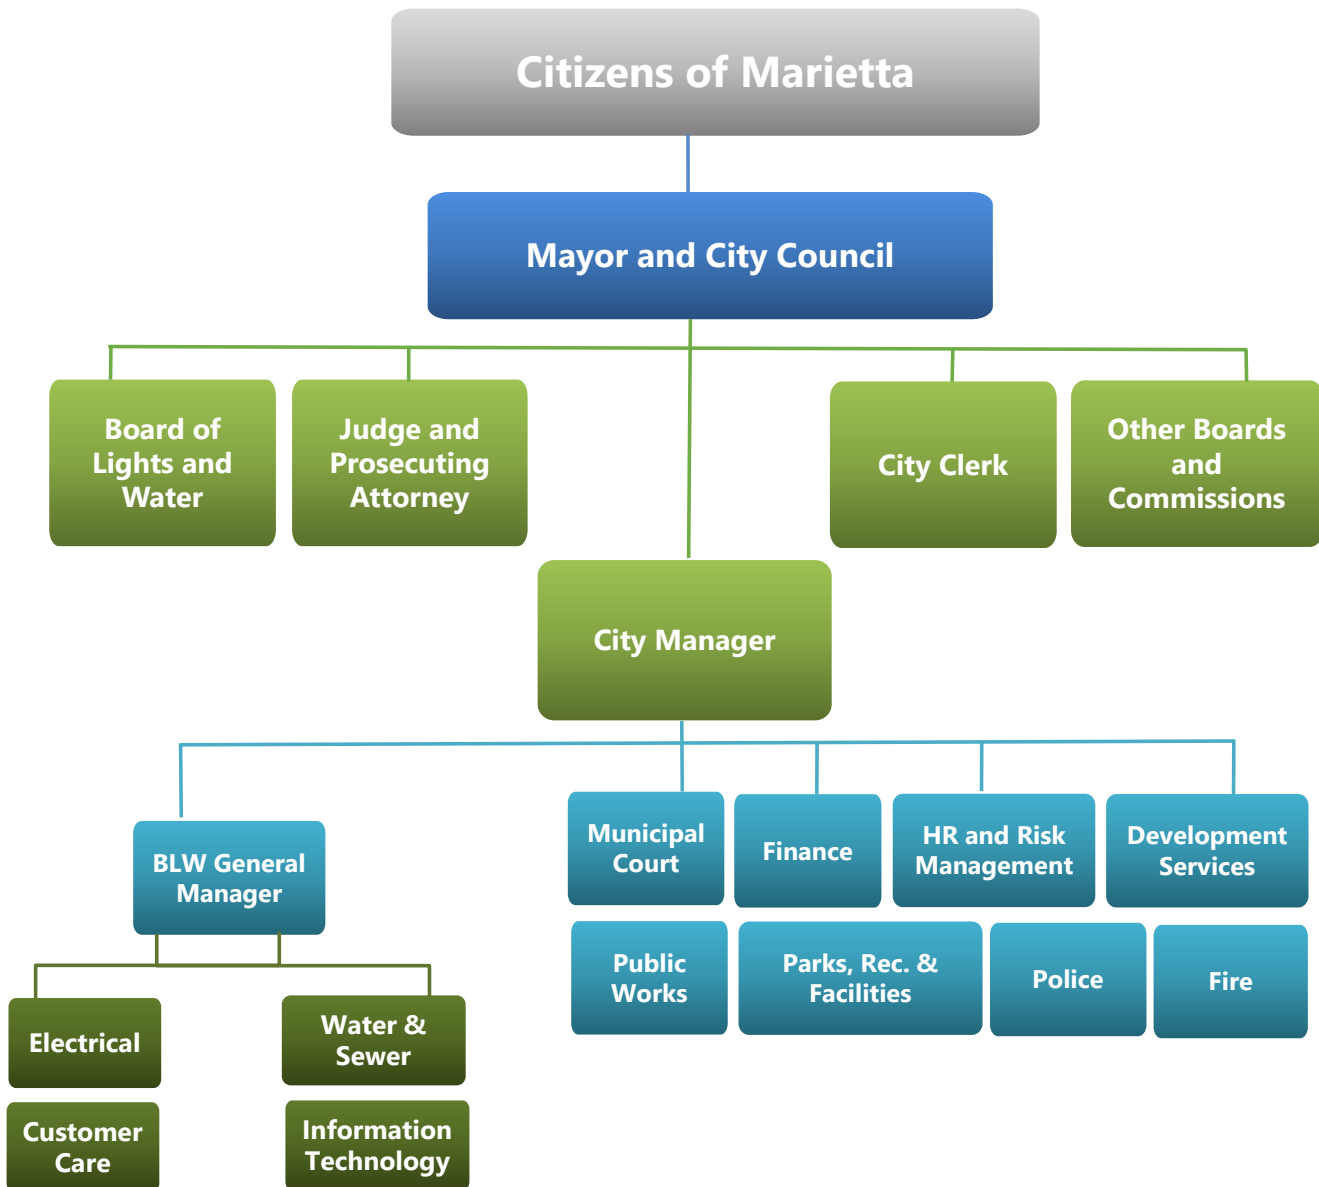 Citizens of Marietta
Mayor and City Council
Board of
Lights and
Water
Judge and
Prosecuting
Attorney
City Clerk
Other Boards
and
Commissions
City Manager
BLW General
Manager
Municipal
Court
Finance
HR and Risk
Management
Development
Services
Public
Works
Parks, Rec. &
Facilities
Police
Fire
Electrical
Water &
Sewer
Customer
Care
Information
Technology